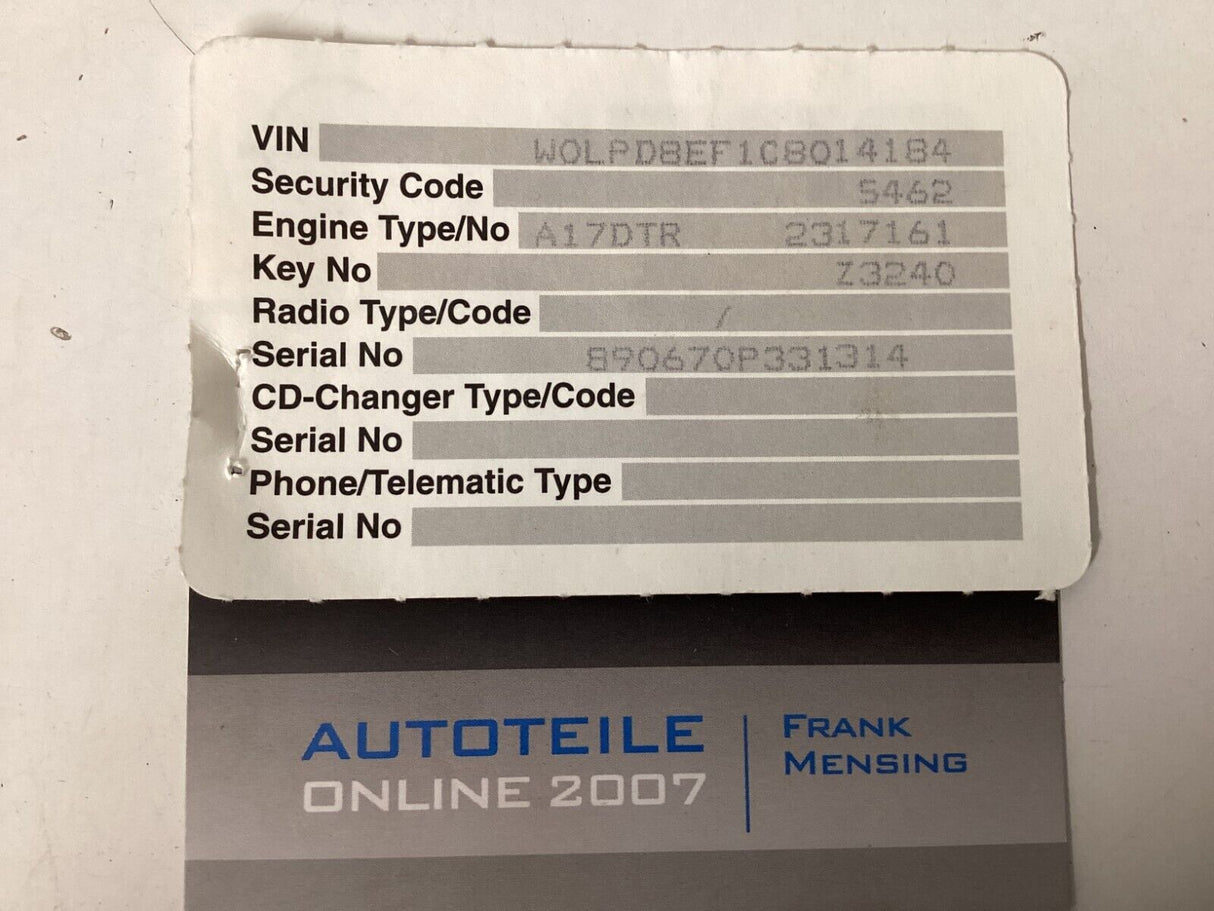 VIN W0LPD8EF1C8014184
Security Code 5462
Engine Type/No A17DTR 2317161
Key No Z3240
Radio Type/Code /
Serial No 890670P331314
CD-Changer Type/Code
Serial No
Phone/Telematic Type
Serial No
AUTOTEILE
ONLINE 2007
FRANK
MENSING